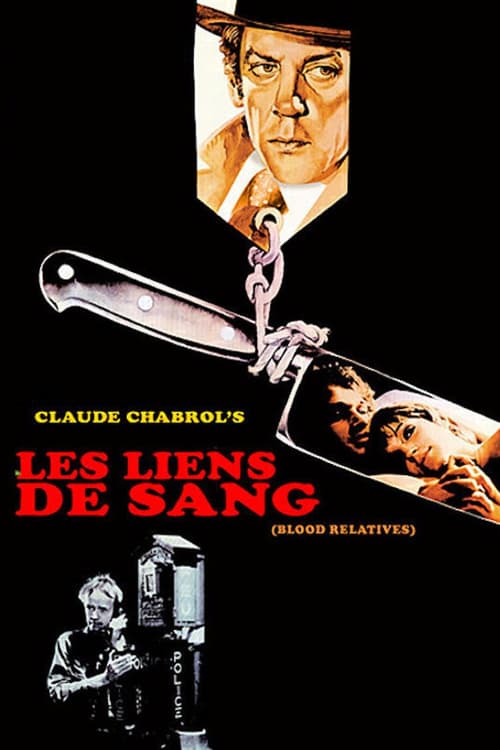 CLAUDE CHABROL'S
LES LIENS
DE SANG
(BLOOD RELATIVES)
POLICE